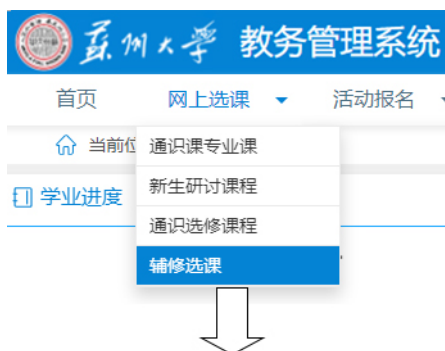 蘇州大學 教务管理系统
首页 网上选课 活动报名
当前位
通识课专业课
新生研讨课程
学业进度
通识选修课程
辅修选课